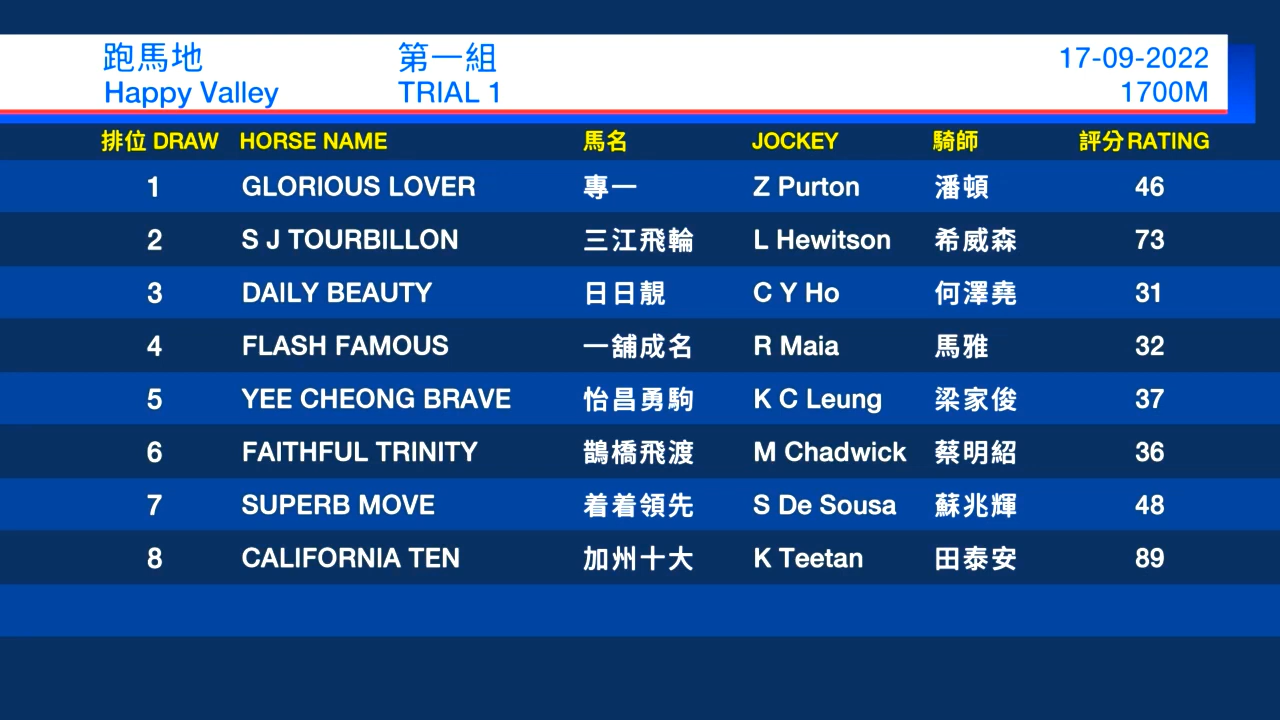 跑馬地 第一組 17-09-2022
Happy Valley TRIAL 1 1700M
排位 DRAW HORSE NAME 馬名 JOCKEY 騎師 評分 RATING
1 GLORIOUS LOVER 專一 Z Purton 潘頓 46
2 S J TOURBILLON 三江飛輪 L Hewitson 希威森 73
3 DAILY BEAUTY 日日靚 C Y Ho 何澤堯 31
4 FLASH FAMOUS 一舖成名 R Maia 馬雅 32
5 YEE CHEONG BRAVE 怡昌勇駒 K C Leung 梁家俊 37
6 FAITHFUL TRINITY 鵲橋飛渡 M Chadwick 蔡明紹 36
7 SUPERB MOVE 着着領先 S De Sousa 蘇兆輝 48
8 CALIFORNIA TEN 加州十大 K Teetan 田泰安 89